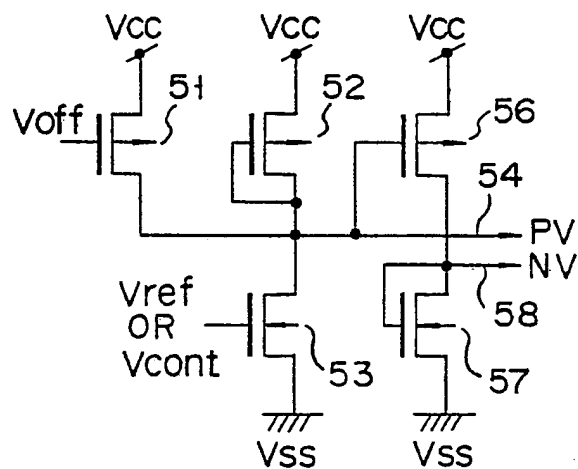 Vcc Vcc Vcc
51 52 56
Voff
54
PV
NV
Vref
OR
Vcont
58
53 57
Vss Vss